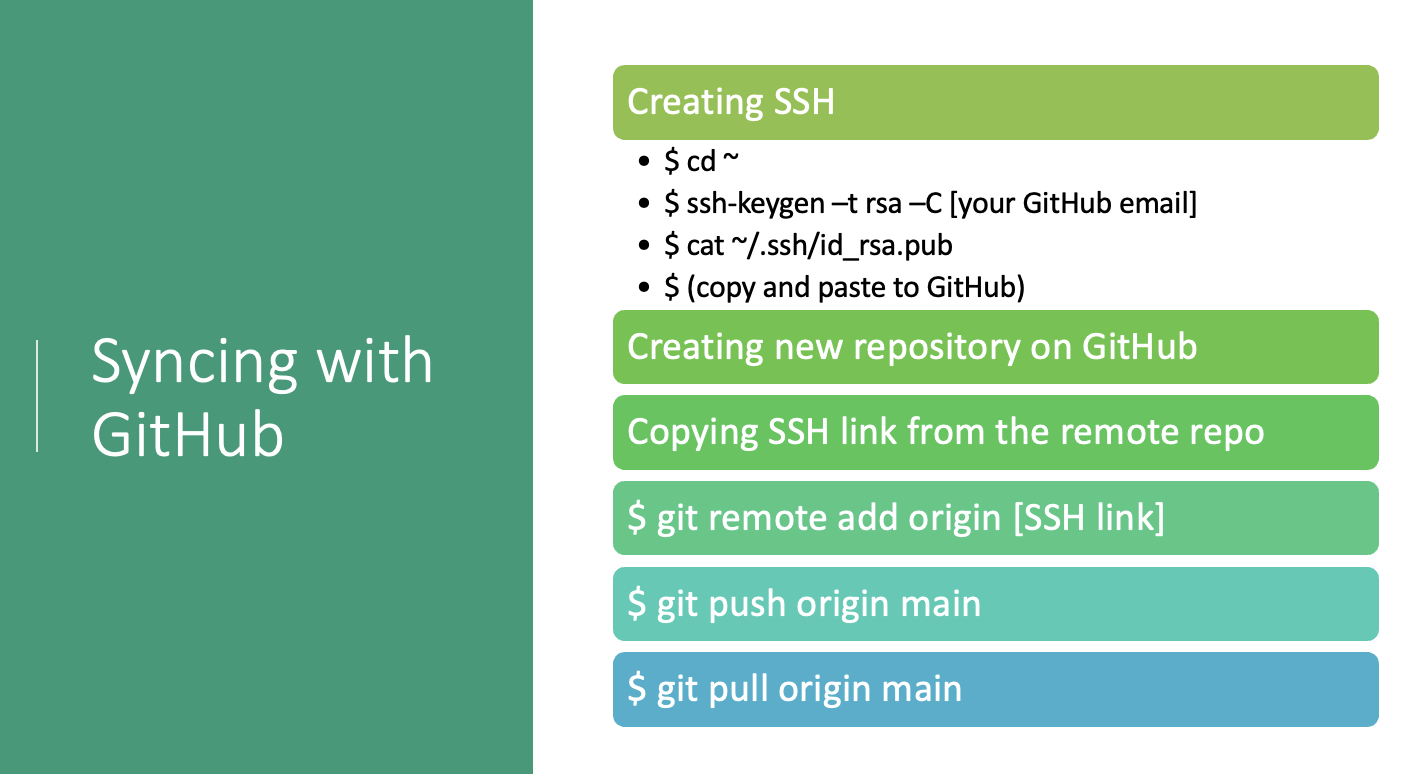 Syncing with
GitHub
Creating SSH
• $ cd ~
• $ ssh-keygen –t rsa –C [your GitHub email]
• $ cat ~/.ssh/id_rsa.pub
• $ (copy and paste to GitHub)
Creating new repository on GitHub
Copying SSH link from the remote repo
$ git remote add origin [SSH link]
$ git push origin main
$ git pull origin main